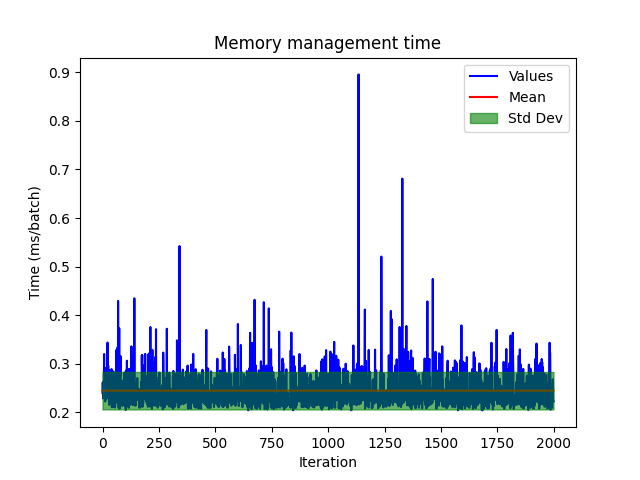 Memory management time
Time (ms/batch)
0.9
0.8
0.7
0.6
0.5
0.4
0.3
0.2
Values
Mean
Std Dev
0 250 500 750 1000 1250 1500 1750 2000
Iteration